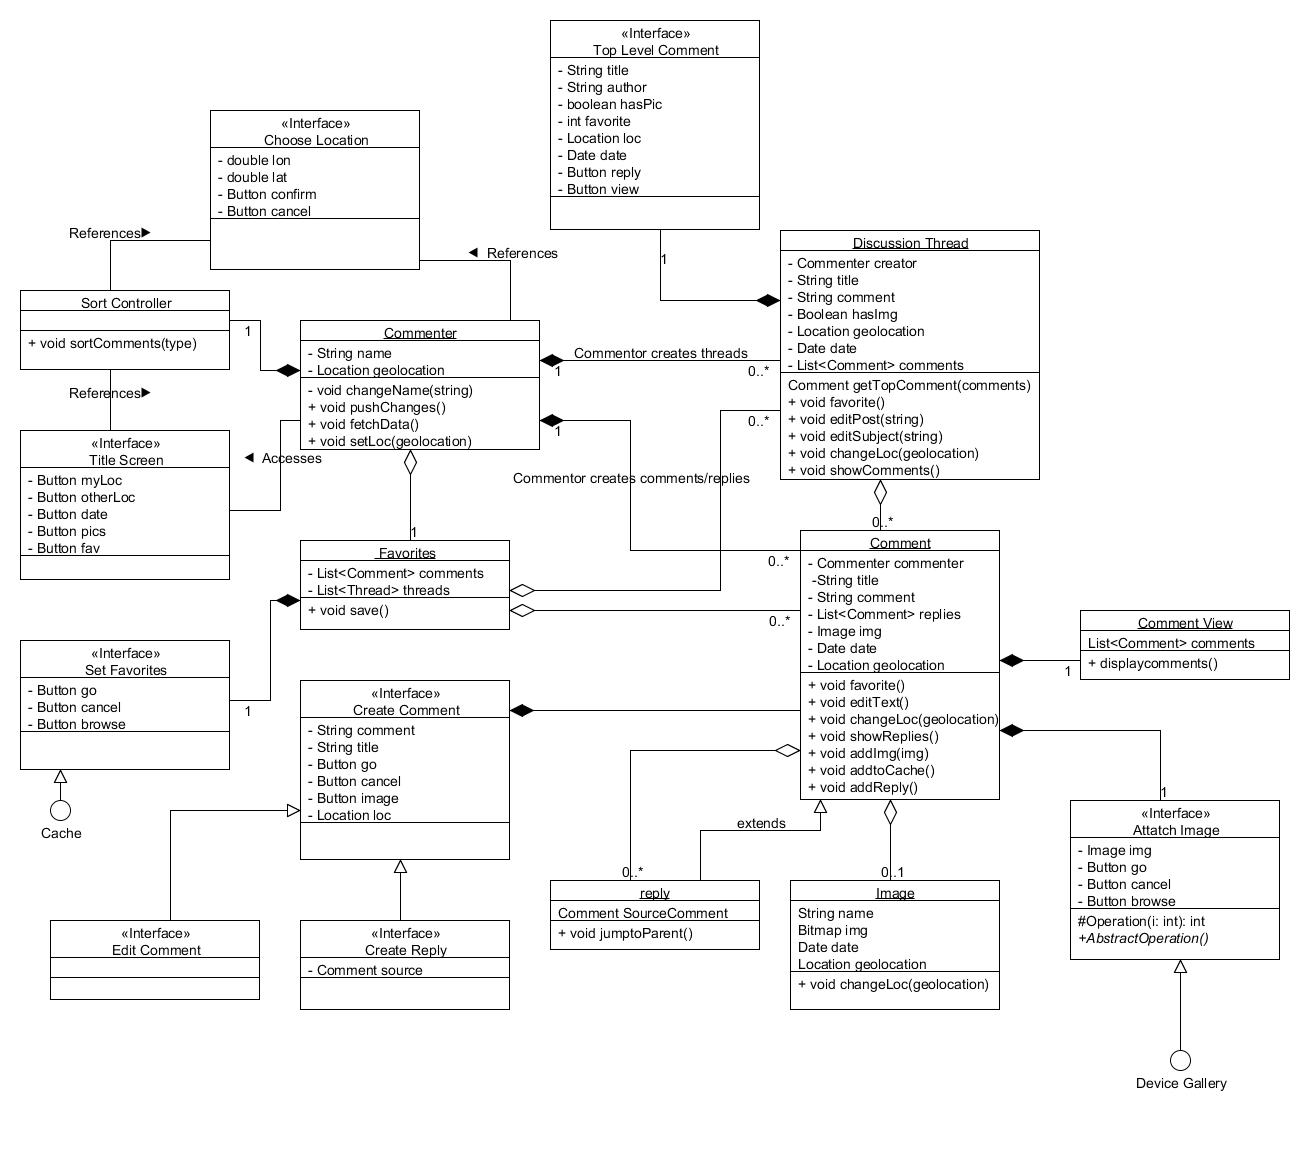 «Interface»
Top Level Comment
- String title
- String author
- boolean hasPic
- int favorite
- Location loc
- Date date
- Button reply
- Button view
1
«Interface»
Choose Location
- double lon
- double lat
- Button confirm
- Button cancel
References▶
◀ References
Discussion Thread
- Commenter creator
- String title
- String comment
- Boolean hasImg
- Location geolocation
- Date date
- List<Comment> comments
Comment getTopComment(comments)
+ void favorite()
+ void editPost(string)
+ void editSubject(string)
+ void changeLoc(geolocation)
+ void showComments()
Sort Controller
+ void sortComments(type)
1
References▶
Commenter
- String name
- Location geolocation
- void changeName(string)
+ void pushChanges()
+ void fetchData()
+ void setLoc(geolocation)
Commentor creates threads
1
0..*
0..*
1
Commentor creates comments/replies
0..*
0..*
«Interface»
Title Screen
- Button myLoc
- Button otherLoc
- Button date
- Button pics
- Button fav
◀ Accesses
1
Favorites
- List<Comment> comments
- List<Thread> threads
+ void save()
0..*
Comment
- Commenter commenter
-String title
- String comment
- List<Comment> replies
- Image img
- Date date
- Location geolocation
+ void favorite()
+ void editText()
+ void changeLoc(geolocation)
+ void showReplies()
+ void addImg(img)
+ void addtoCache()
+ void addReply()
Comment View
List<Comment> comments
+ displaycomments()
1
«Interface»
Set Favorites
- Button go
- Button cancel
- Button browse
1
Cache
«Interface»
Create Comment
- String comment
- String title
- Button go
- Button cancel
- Button image
- Location loc
extends
0..*
0..1
1
«Interface»
Attatch Image
- Image img
- Button go
- Button cancel
- Button browse
#Operation(i: int): int
+AbstractOperation()
«Interface»
Edit Comment
«Interface»
Create Reply
- Comment source
reply
Comment SourceComment
+ void jumptoParent()
Image
String name
Bitmap img
Date date
Location geolocation
+ void changeLoc(geolocation)
Device Gallery